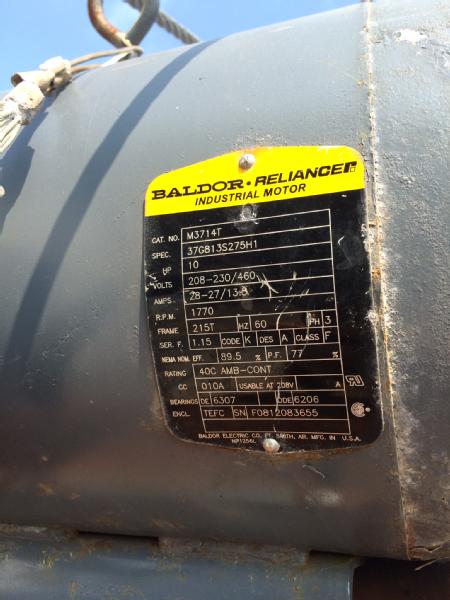 BALDOR • RELIANCER
INDUSTRIAL MOTOR
CAT. NO. M3714T
SPEC. 37G813S275H1
HP 10
VOLTS 208-230/460
AMPS. 28-27/13.5
R.P.M. 1770
FRAME 215T HZ 60 PH 3
SER. F. 1.15 CODE K DES A CLASS F
NEMA NOM. EFF. 89.5 % P.F. 77 %
RATING 40C AMB-CONT
CC 010A USABLE AT 208V A
BEARINGS DE 6307 ODE 6206
ENCL. TEFC SN F0812083655
BALDOR ELECTRIC CO. FT. SMITH, AR. MFG. IN U.S.A.
NP1256L